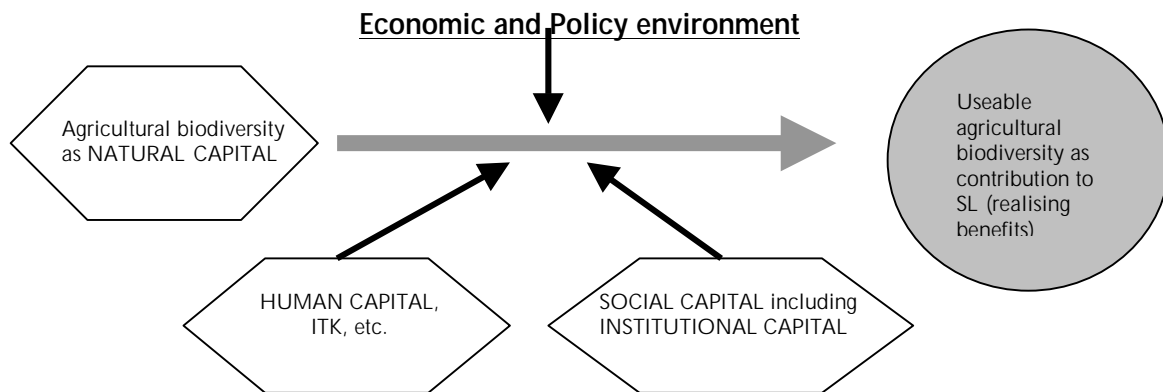 Economic and Policy environment
Agricultural biodiversity
as NATURAL CAPITAL
Useable
agricultural
biodiversity as
contribution to
SL (realising
benefits)
HUMAN CAPITAL,
ITK, etc.
SOCIAL CAPITAL including
INSTITUTIONAL CAPITAL